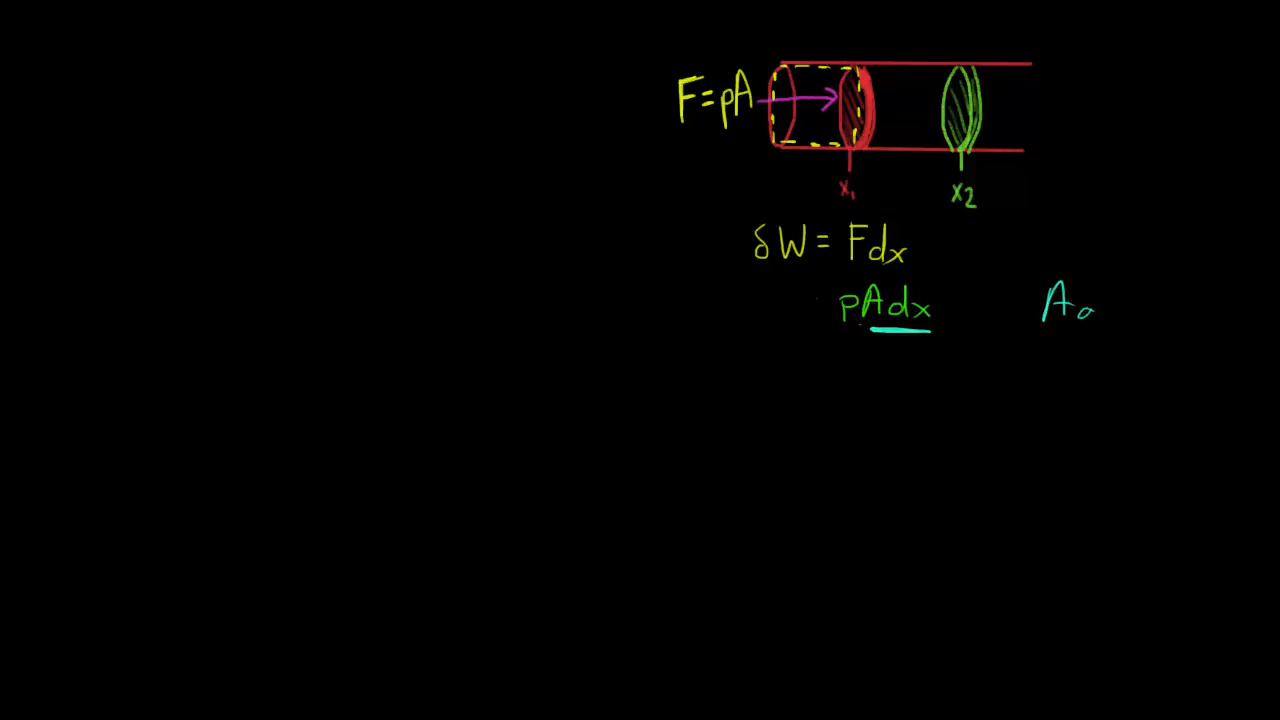 F=pA
x₁ x₂
δW = Fdx
pAdx A